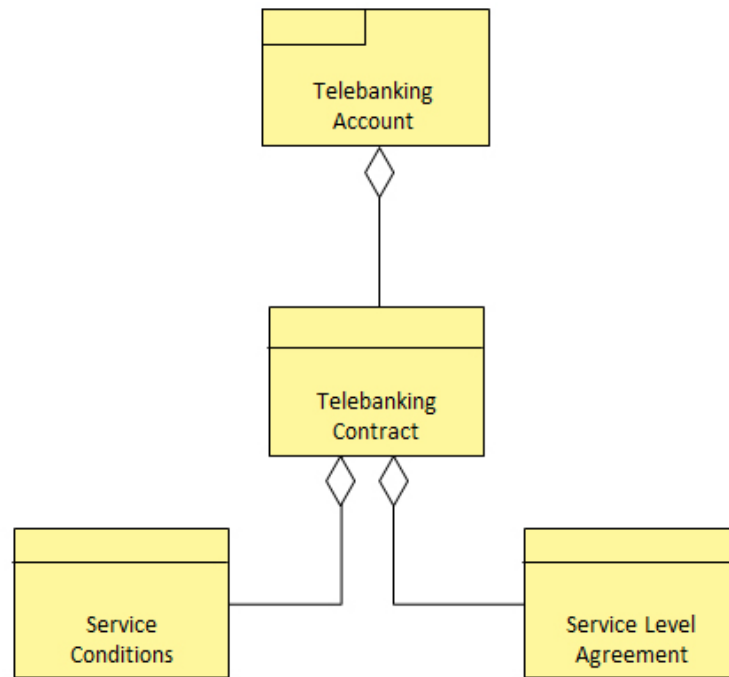 Telebanking
Account
Telebanking
Contract
Service
Conditions
Service Level
Agreement